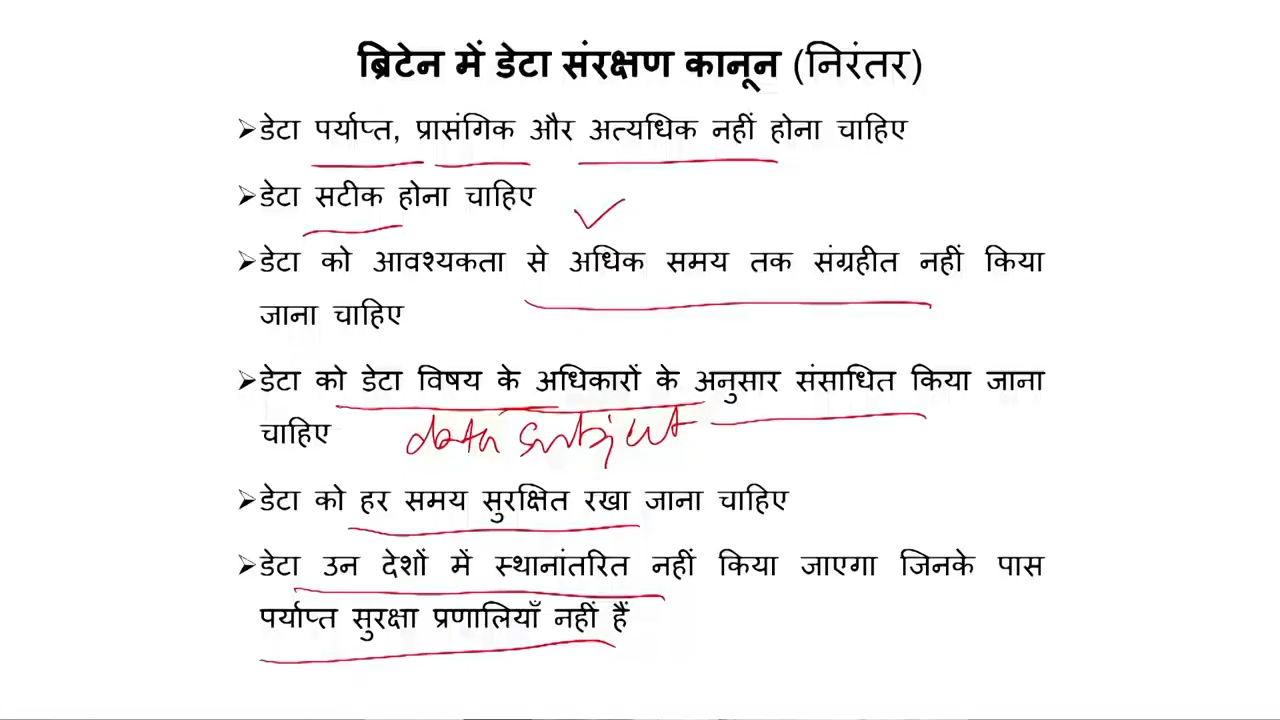 ब्रिटेन में डेटा संरक्षण कानून (निरंतर)
➢डेटा पर्याप्त, प्रासंगिक और अत्यधिक नहीं होना चाहिए
➢डेटा सटीक होना चाहिए
➢डेटा को आवश्यकता से अधिक समय तक संग्रहीत नहीं किया
जाना चाहिए
➢डेटा को डेटा विषय के अधिकारों के अनुसार संसाधित किया जाना
चाहिए
data subject
➢डेटा को हर समय सुरक्षित रखा जाना चाहिए
➢डेटा उन देशों में स्थानांतरित नहीं किया जाएगा जिनके पास
पर्याप्त सुरक्षा प्रणालियाँ नहीं हैं